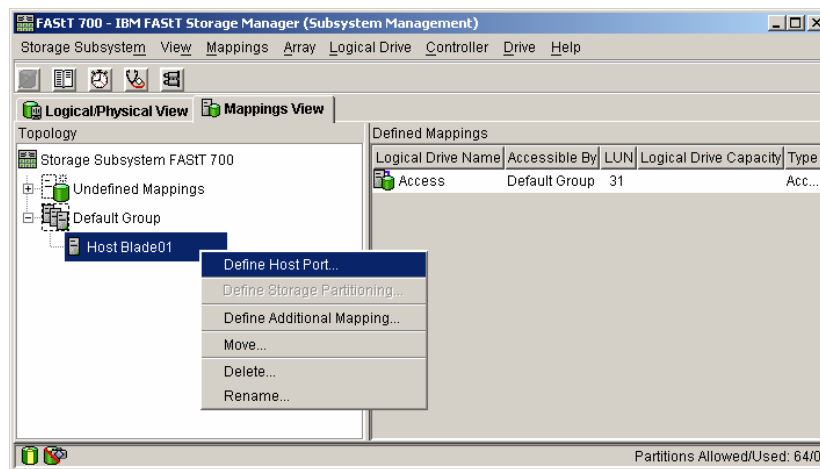 FAStT 700 - IBM FAStT Storage Manager (Subsystem Management)
Storage Subsystem View Mappings Array Logical Drive Controller Drive Help
Logical/Physical View Mappings View
Topology
Storage Subsystem FAStT 700
Undefined Mappings
Default Group
Host Blade01
Define Host Port...
Define Storage Partitioning...
Define Additional Mapping...
Move...
Delete...
Rename...
Defined Mappings
Logical Drive Name Accessible By LUN Logical Drive Capacity Type
Access Default Group 31 Acc...
Partitions Allowed/Used: 64/0